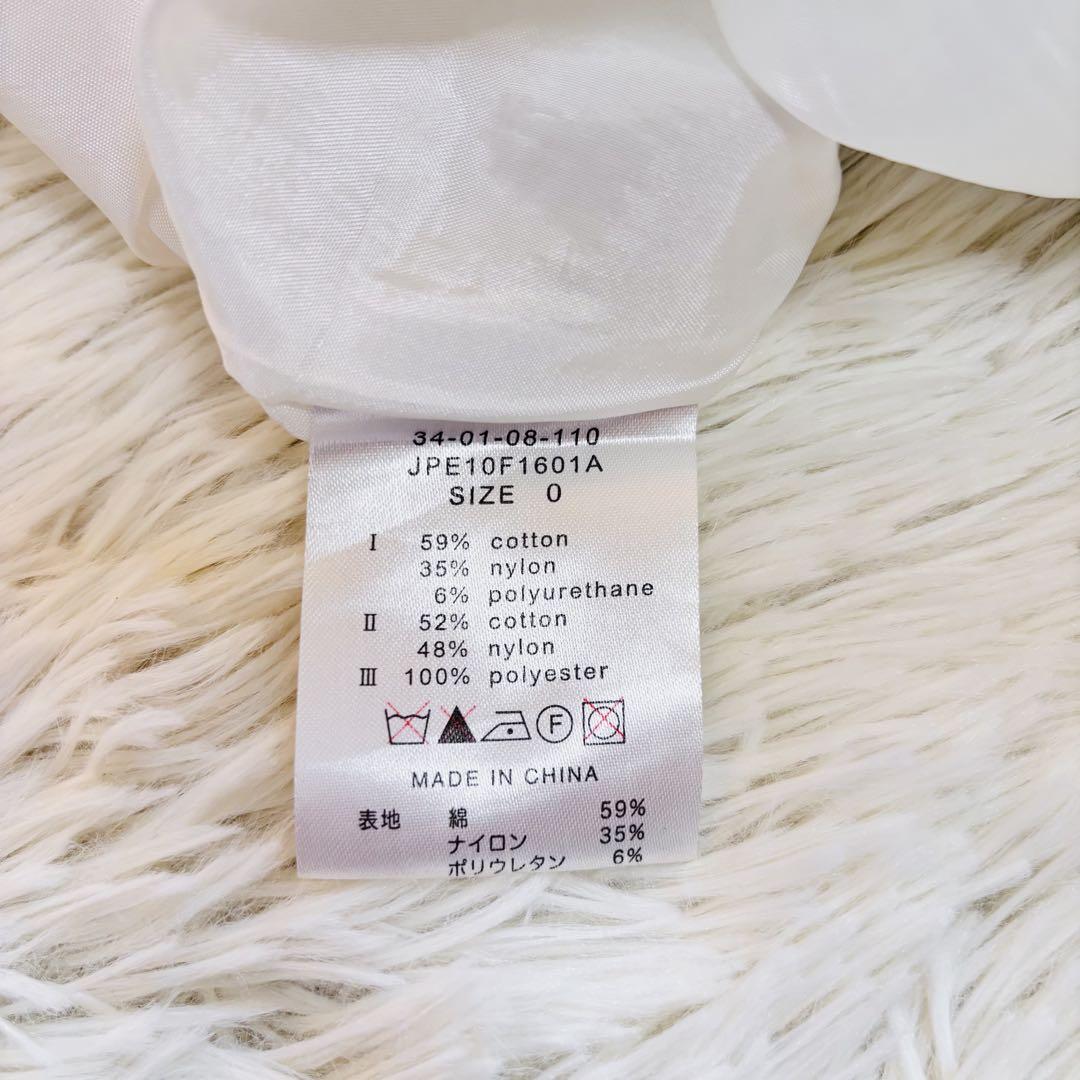 34-01-08-110
JPE10F1601A
SIZE 0
Ⅰ 59% cotton
35% nylon
6% polyurethane
Ⅱ 52% cotton
48% nylon
Ⅲ 100% polyester
F
MADE IN CHINA
表地 綿 59%
ナイロン 35%
ポリウレタン 6%